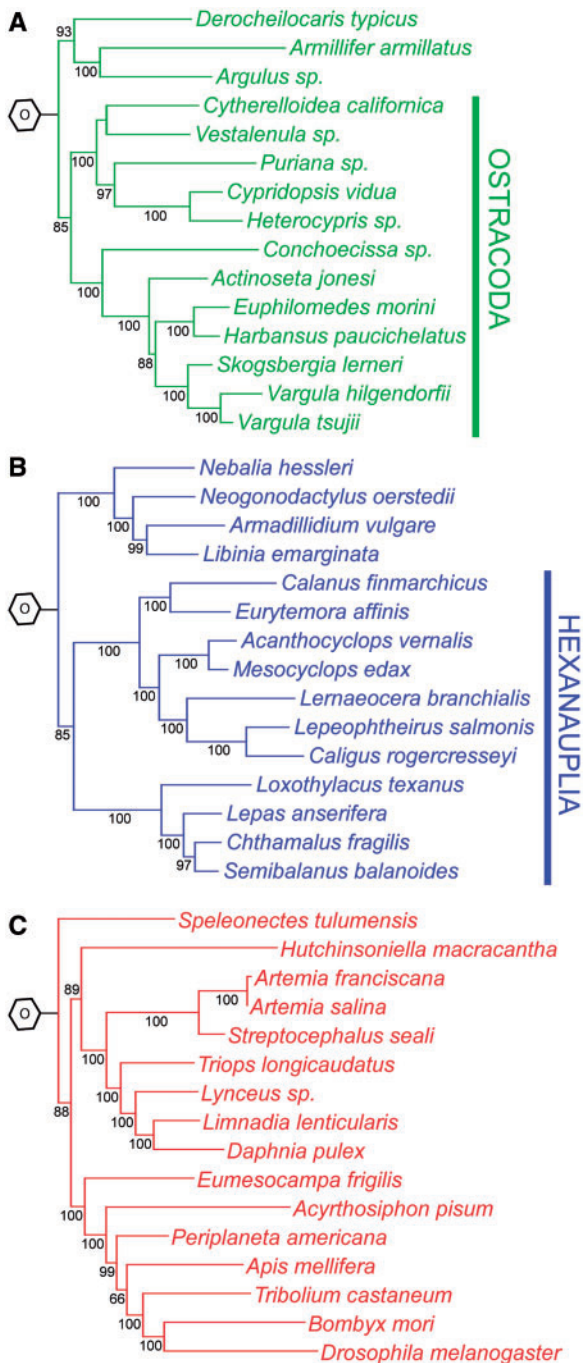 A
Derocheilocaris typicus
93
Armillifer armillatus
100
Argulus sp.
O
Cytherelloidea californica
100
Vestalenula sp.
Puriana sp.
97
Cypridopsis vidua
100
Heterocypris sp.
85
Conchoecissa sp.
100
Actinoseta jonesi
100
Euphilomedes morini
100
Harbansus paucichelatus
88
Skogsbergia lerneri
100
Vargula hilgendorfii
100
Vargula tsujii
OSTRACODA
B
Nebalia hessleri
100
Neogonodactylus oerstedii
100
Armadillidium vulgare
99
Libinia emarginata
O
Calanus finmarchicus
100
Eurytemora affinis
100
Acanthocyclops vernalis
100
Mesocyclops edax
100
Lernaeocera branchialis
100
Lepeophtheirus salmonis
100
Caligus rogercresseyi
85
Loxothylacus texanus
100
Lepas anserifera
100
Chthamalus fragilis
97
Semibalanus balanoides
HEXANAUPLIA
C
Speleonectes tulumensis
Hutchinsoniella macracantha
89
Artemia franciscana
100
Artemia salina
O
100
Streptocephalus seali
100
Triops longicaudatus
100
Lynceus sp.
100
Limnadia lenticularis
100
Daphnia pulex
88
Eumesocampa frigilis
100
Acyrthosiphon pisum
100
Periplaneta americana
99
Apis mellifera
66
Tribolium castaneum
100
Bombyx mori
100
Drosophila melanogaster